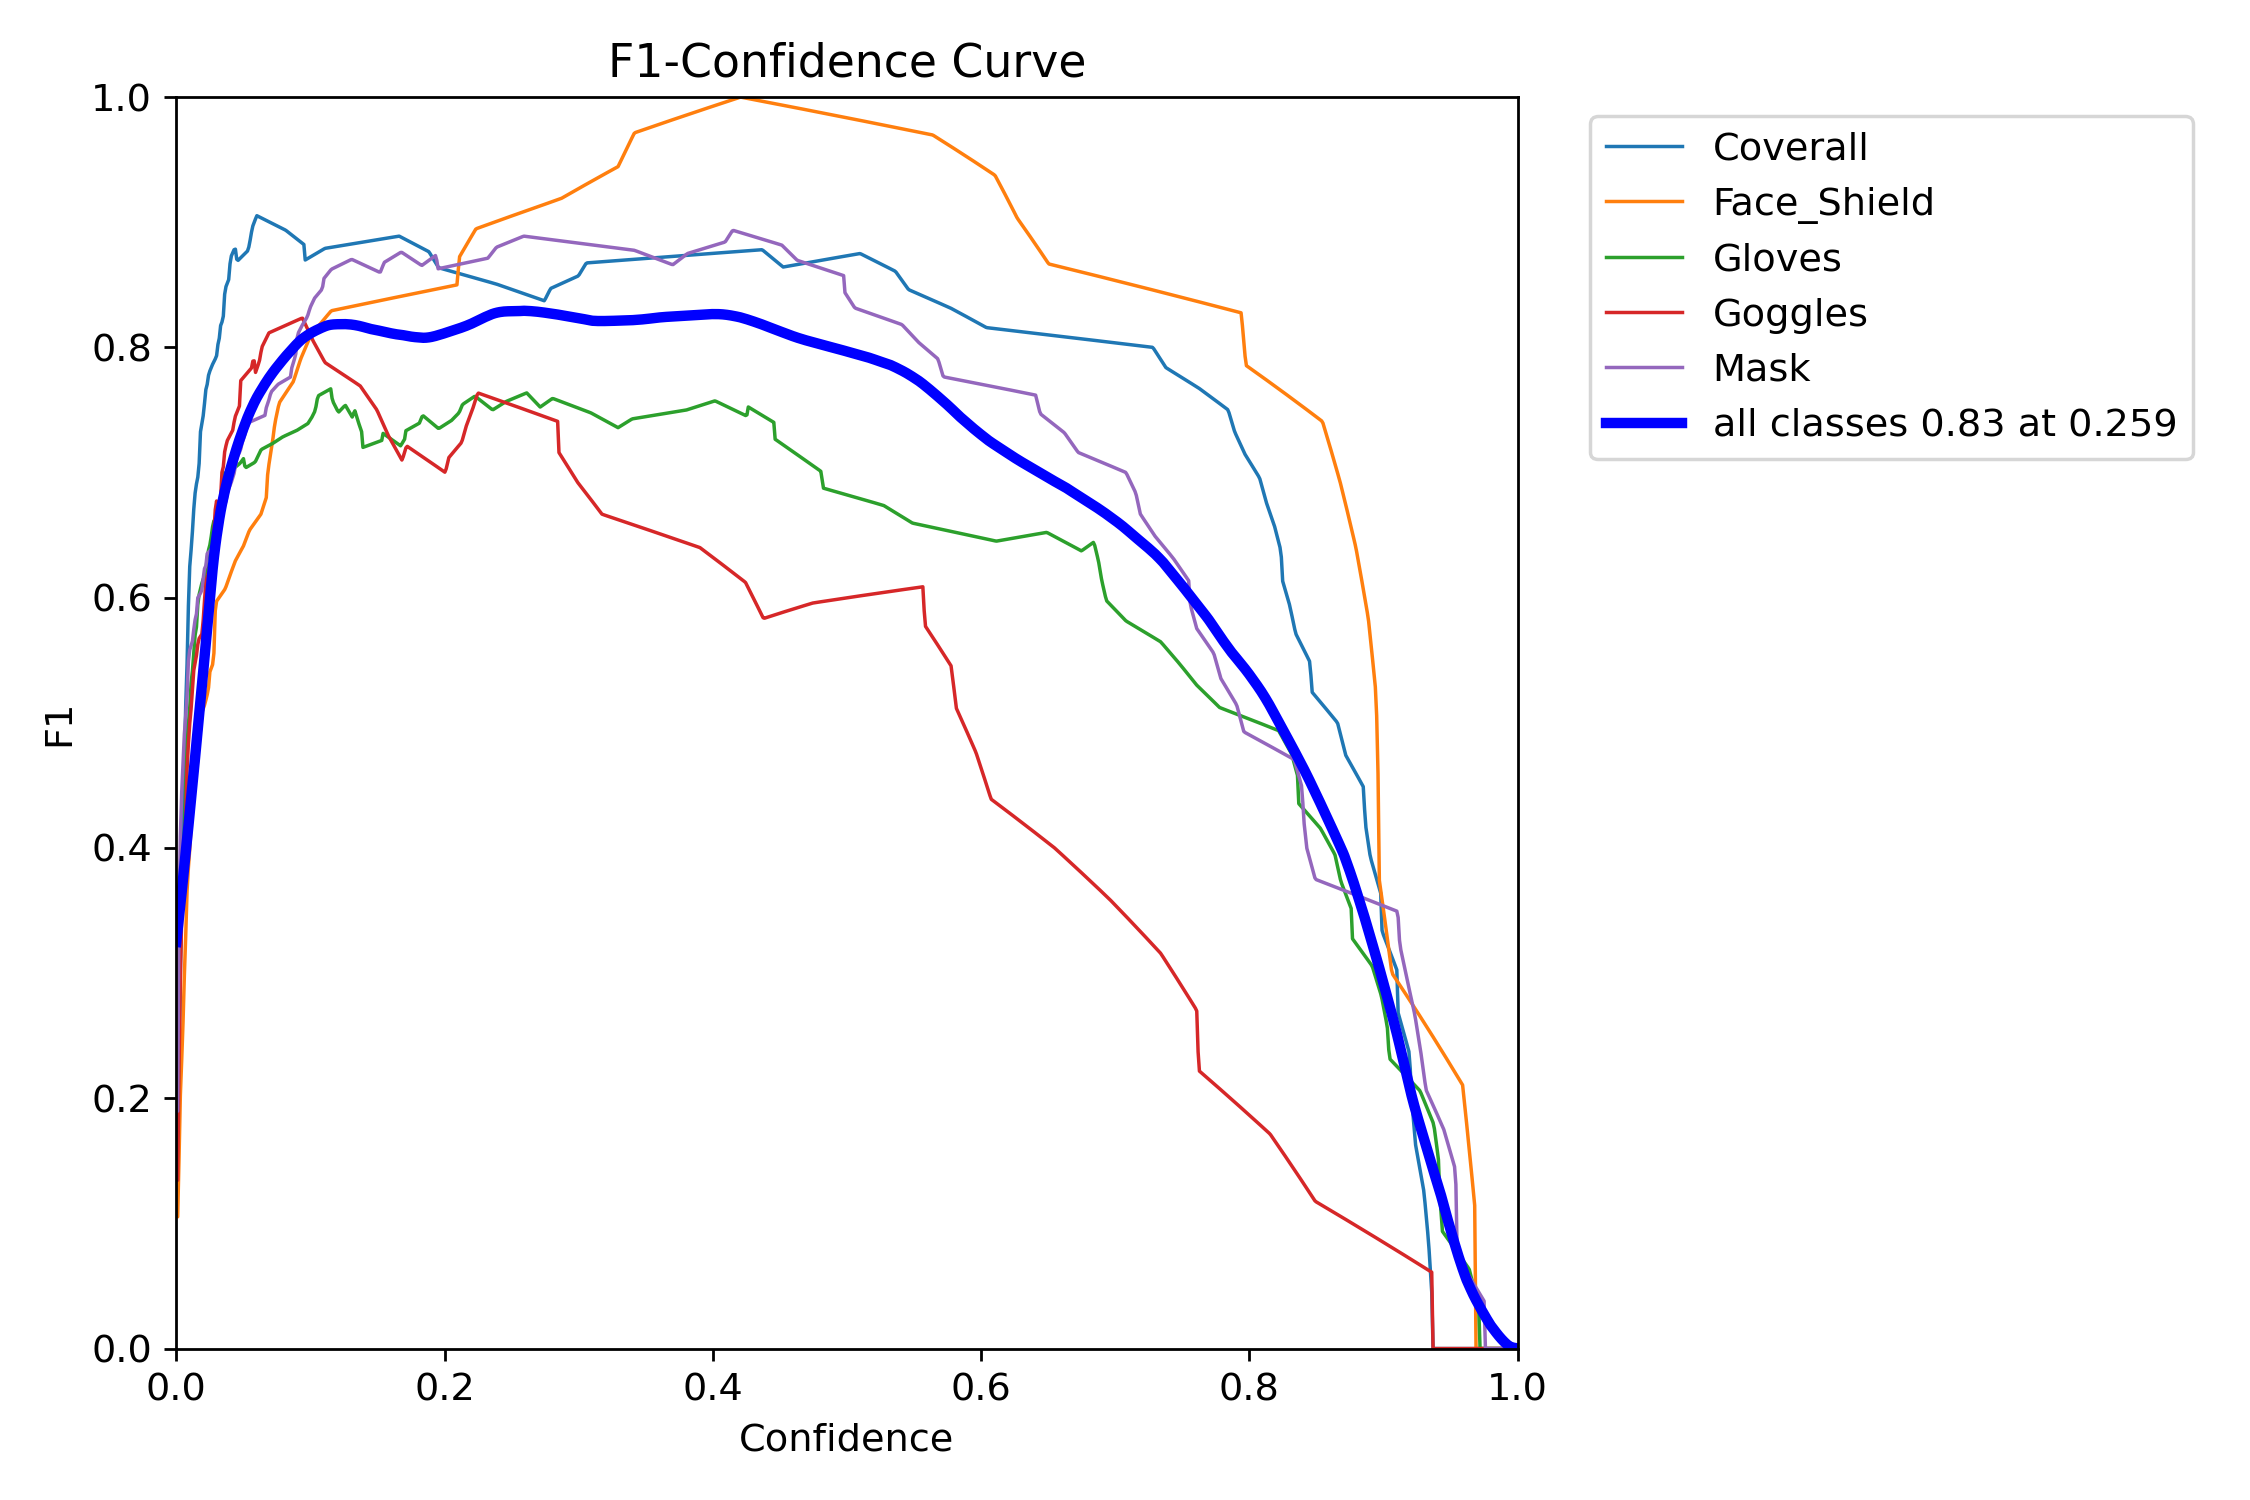 F1-Confidence Curve
1.0
0.8
0.6
0.4
0.2
0.0
F1
0.0 0.2 0.4 0.6 0.8 1.0
Confidence
Coverall
Face_Shield
Gloves
Goggles
Mask
all classes 0.83 at 0.259